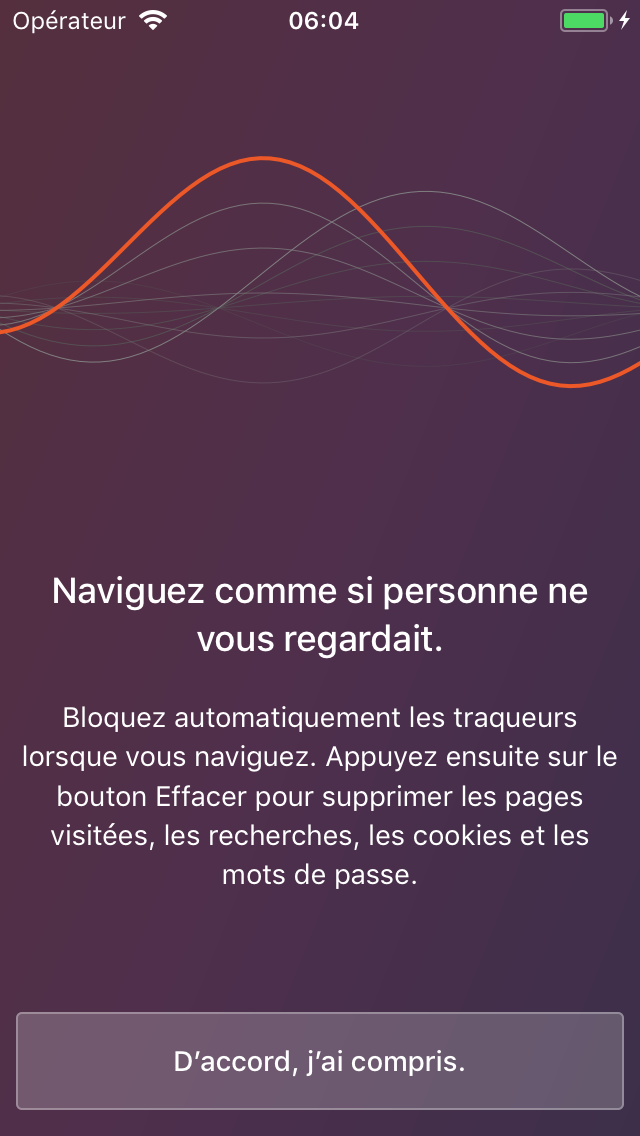 Opérateur 06:04
Naviguez comme si personne ne
vous regardait.
Bloquez automatiquement les traqueurs
lorsque vous naviguez. Appuyez ensuite sur le
bouton Effacer pour supprimer les pages
visitées, les recherches, les cookies et les
mots de passe.
D’accord, j’ai compris.